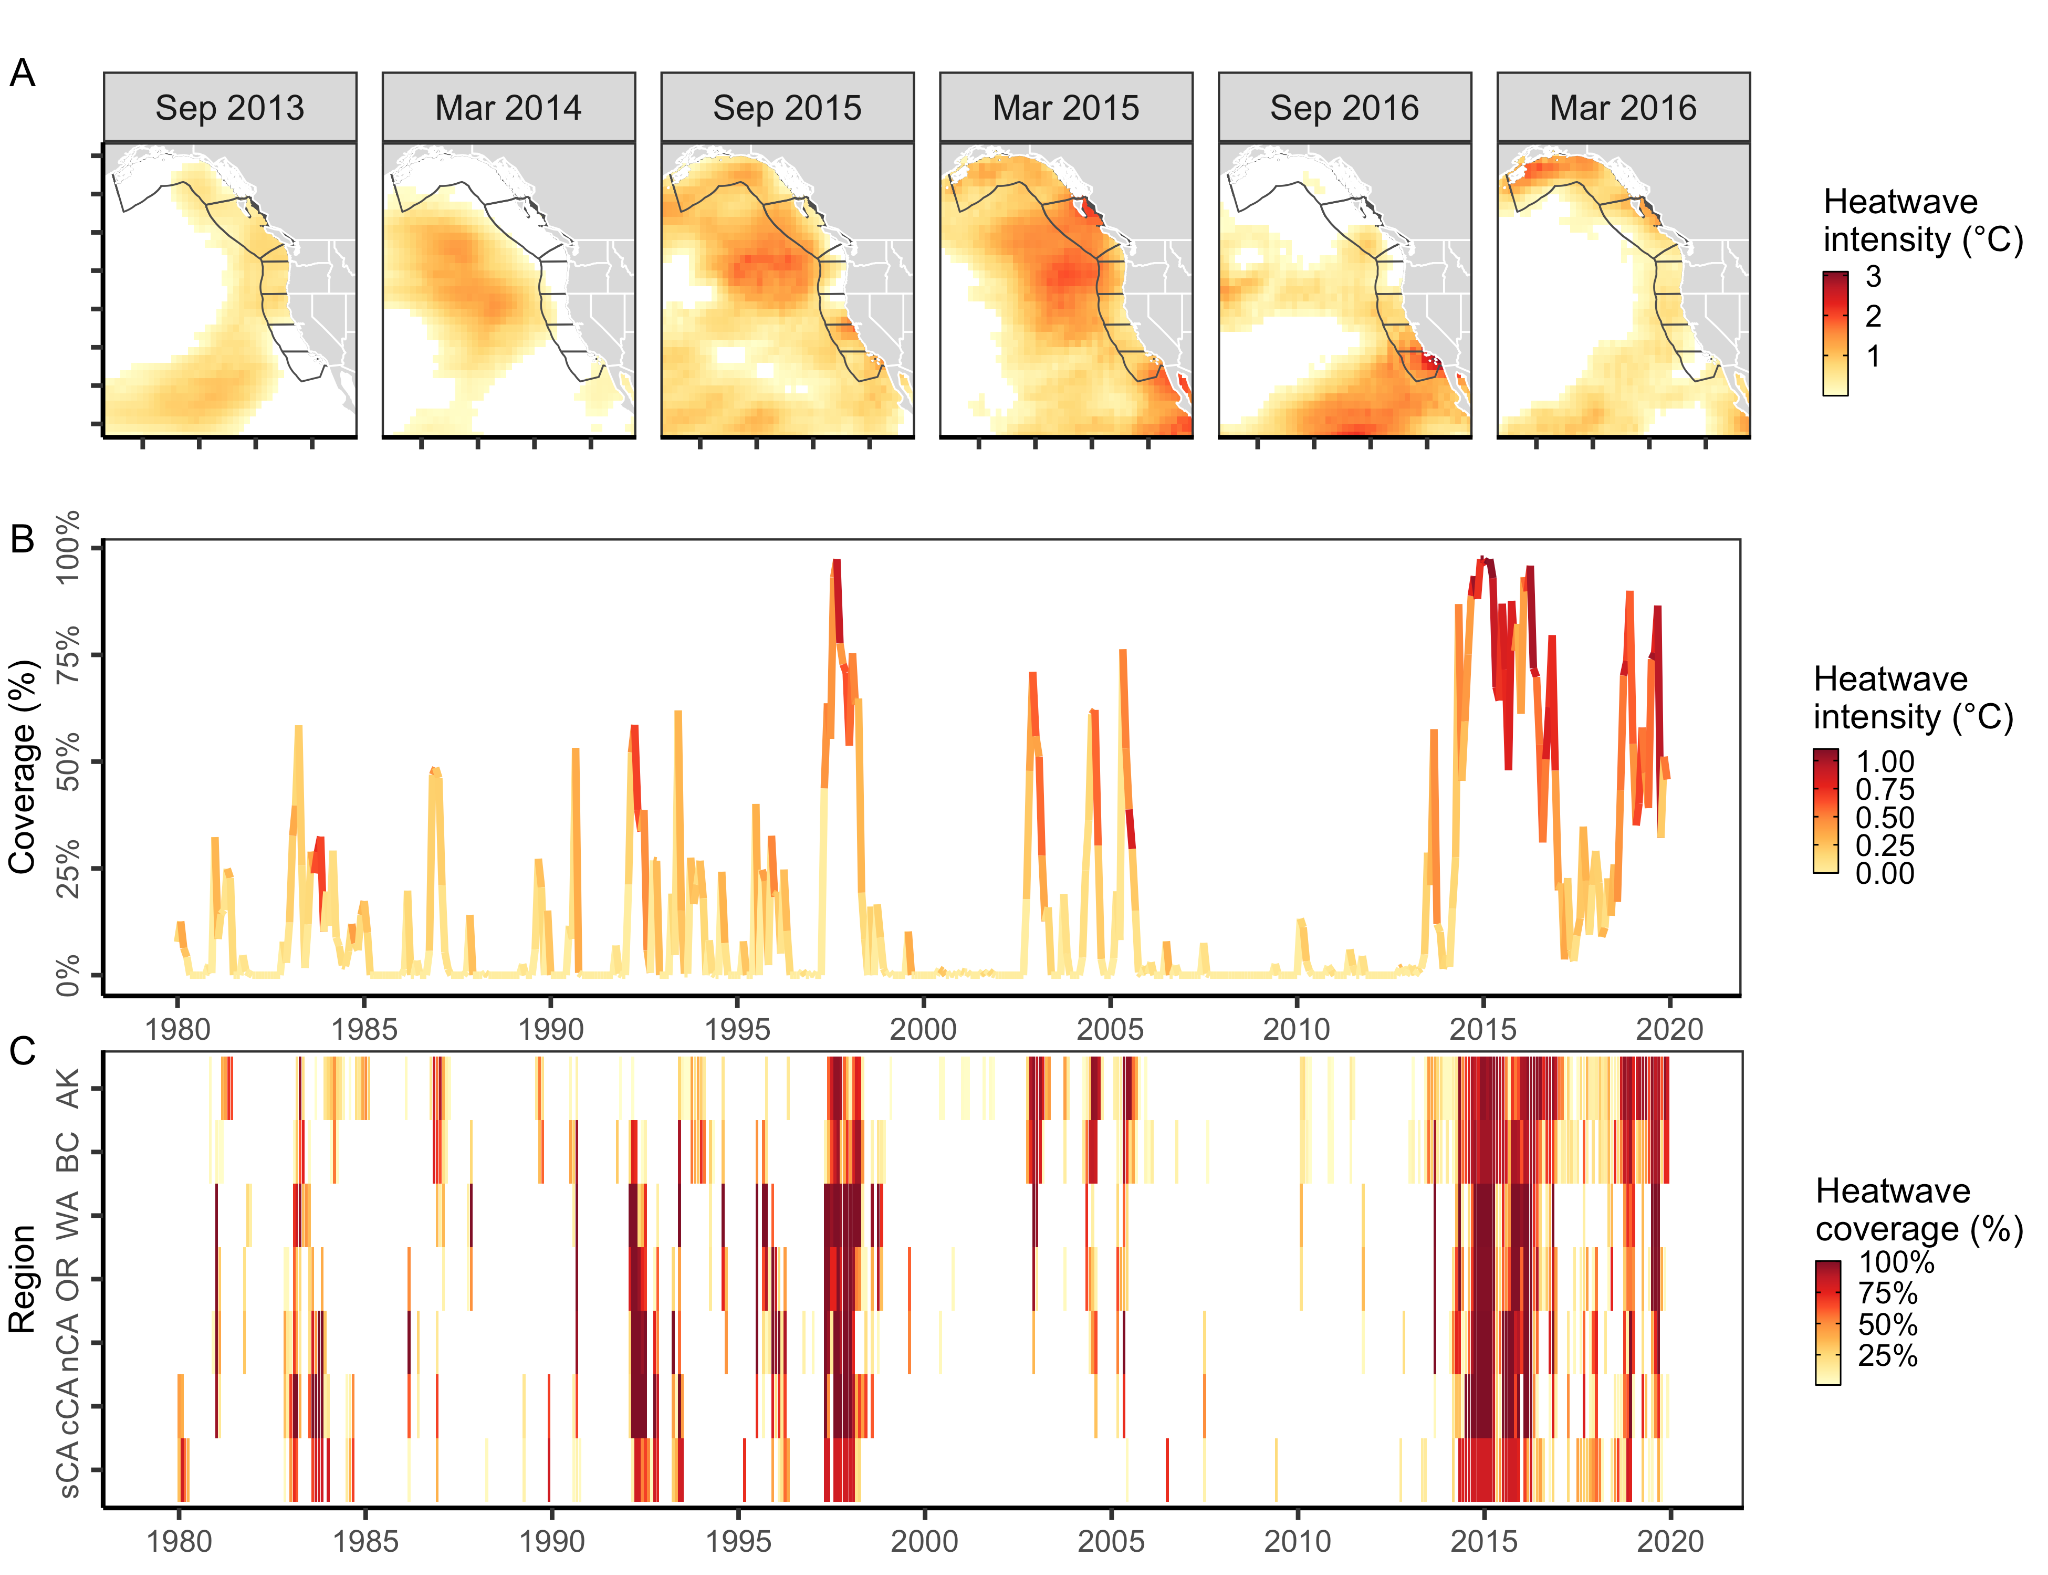 A
Sep 2013
Mar 2014
Sep 2015
Mar 2015
Sep 2016
Mar 2016
Heatwave
intensity (°C)
3
2
1
B
Coverage (%)
100%
75%
50%
25%
0%
1980
1985
1990
1995
2000
2005
2010
2015
2020
Heatwave
intensity (°C)
1.00
0.75
0.50
0.25
0.00
C
Region
AK
BC
WA
OR
nCA
cCA
sCA
1980
1985
1990
1995
2000
2005
2010
2015
2020
Heatwave
coverage (%)
100%
75%
50%
25%